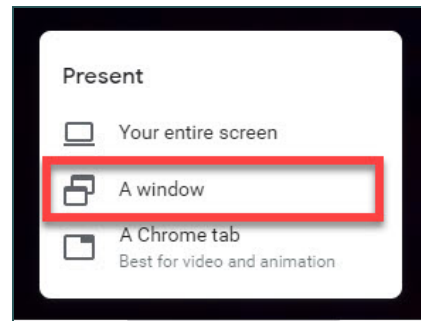 Present
Your entire screen
A window
A Chrome tab
Best for video and animation